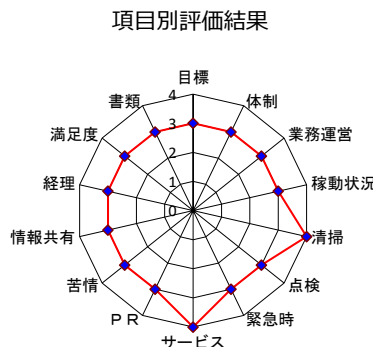 項目別評価結果
目標
体制
業務運営
稼動状況
清掃
点検
緊急時
サービス
ＰＲ
苦情
情報共有
経理
満足度
書類
4
3
2
1
0